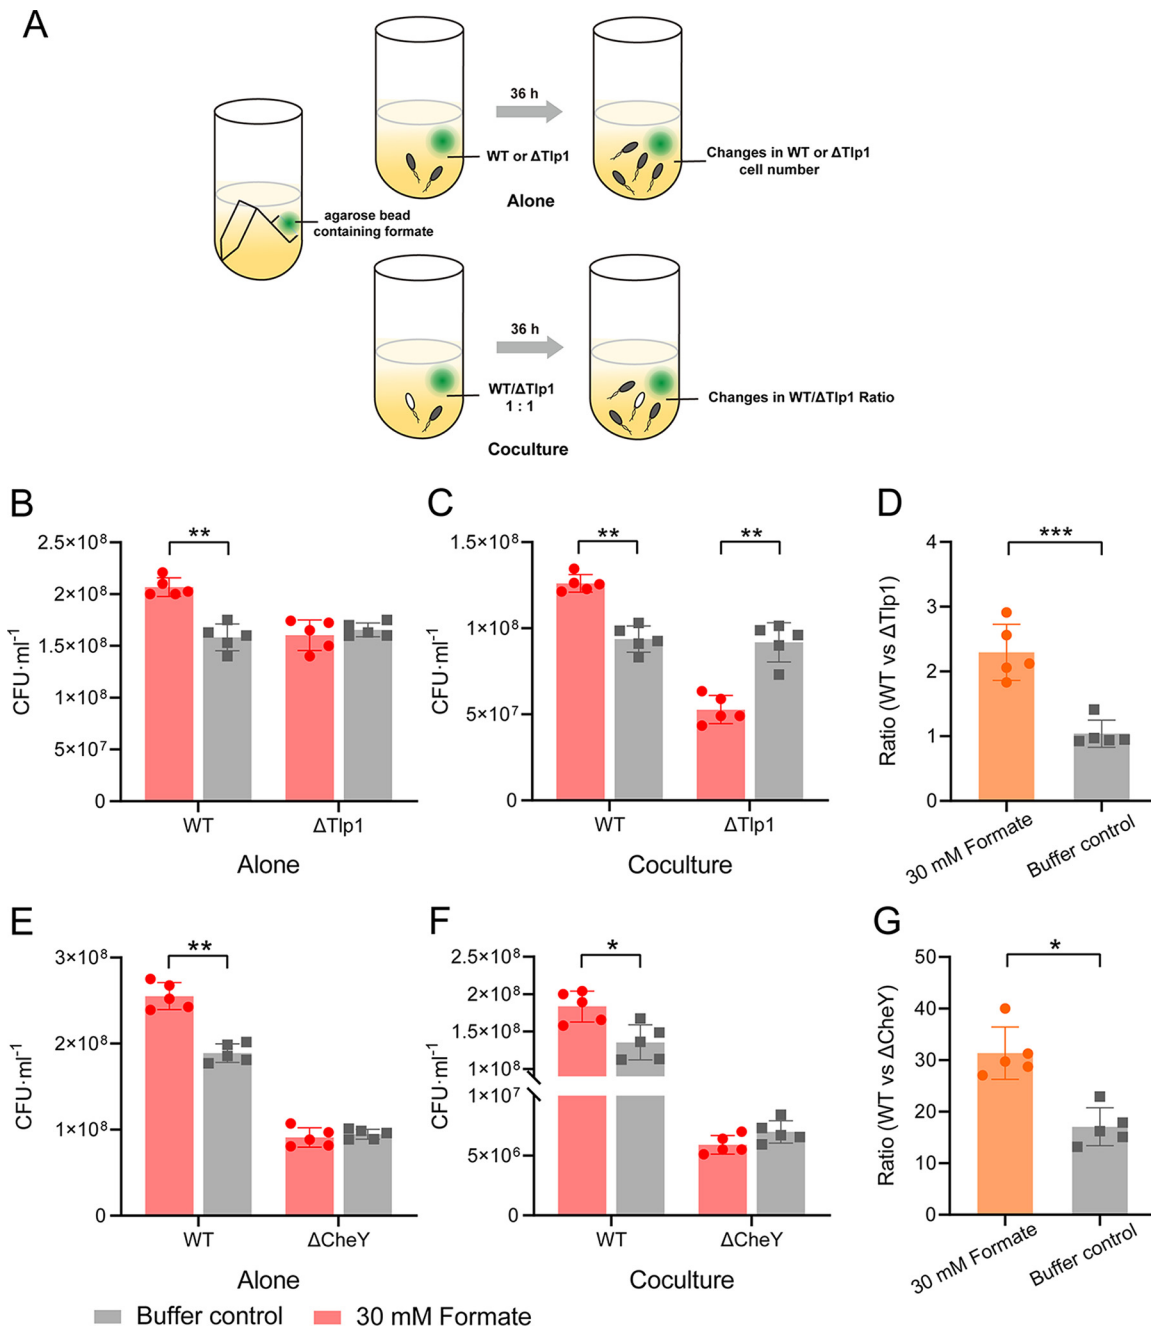 A
agarose bead
containing formate
36 h
WT or ΔTlp1
Changes in WT or ΔTlp1
cell number
Alone
36 h
WT/ΔTlp1
1 : 1
Changes in WT/ΔTlp1 Ratio
Coculture
B
2.5×10⁸
2×10⁸
1.5×10⁸
1×10⁸
5×10⁷
0
CFU·ml⁻¹
**
WT
ΔTlp1
Alone
C
1.5×10⁸
1×10⁸
5×10⁷
0
CFU·ml⁻¹
**
**
WT
ΔTlp1
Coculture
D
4
3
2
1
0
Ratio (WT vs ΔTlp1)
***
30 mM Formate
Buffer control
E
3×10⁸
2×10⁸
1×10⁸
0
CFU·ml⁻¹
**
WT
ΔCheY
Alone
F
2.5×10⁸
2×10⁸
1.5×10⁸
1×10⁸
1×10⁷
5×10⁶
0
CFU·ml⁻¹
*
WT
ΔCheY
Coculture
G
50
40
30
20
10
0
Ratio (WT vs ΔCheY)
*
30 mM Formate
Buffer control
Buffer control
30 mM Formate